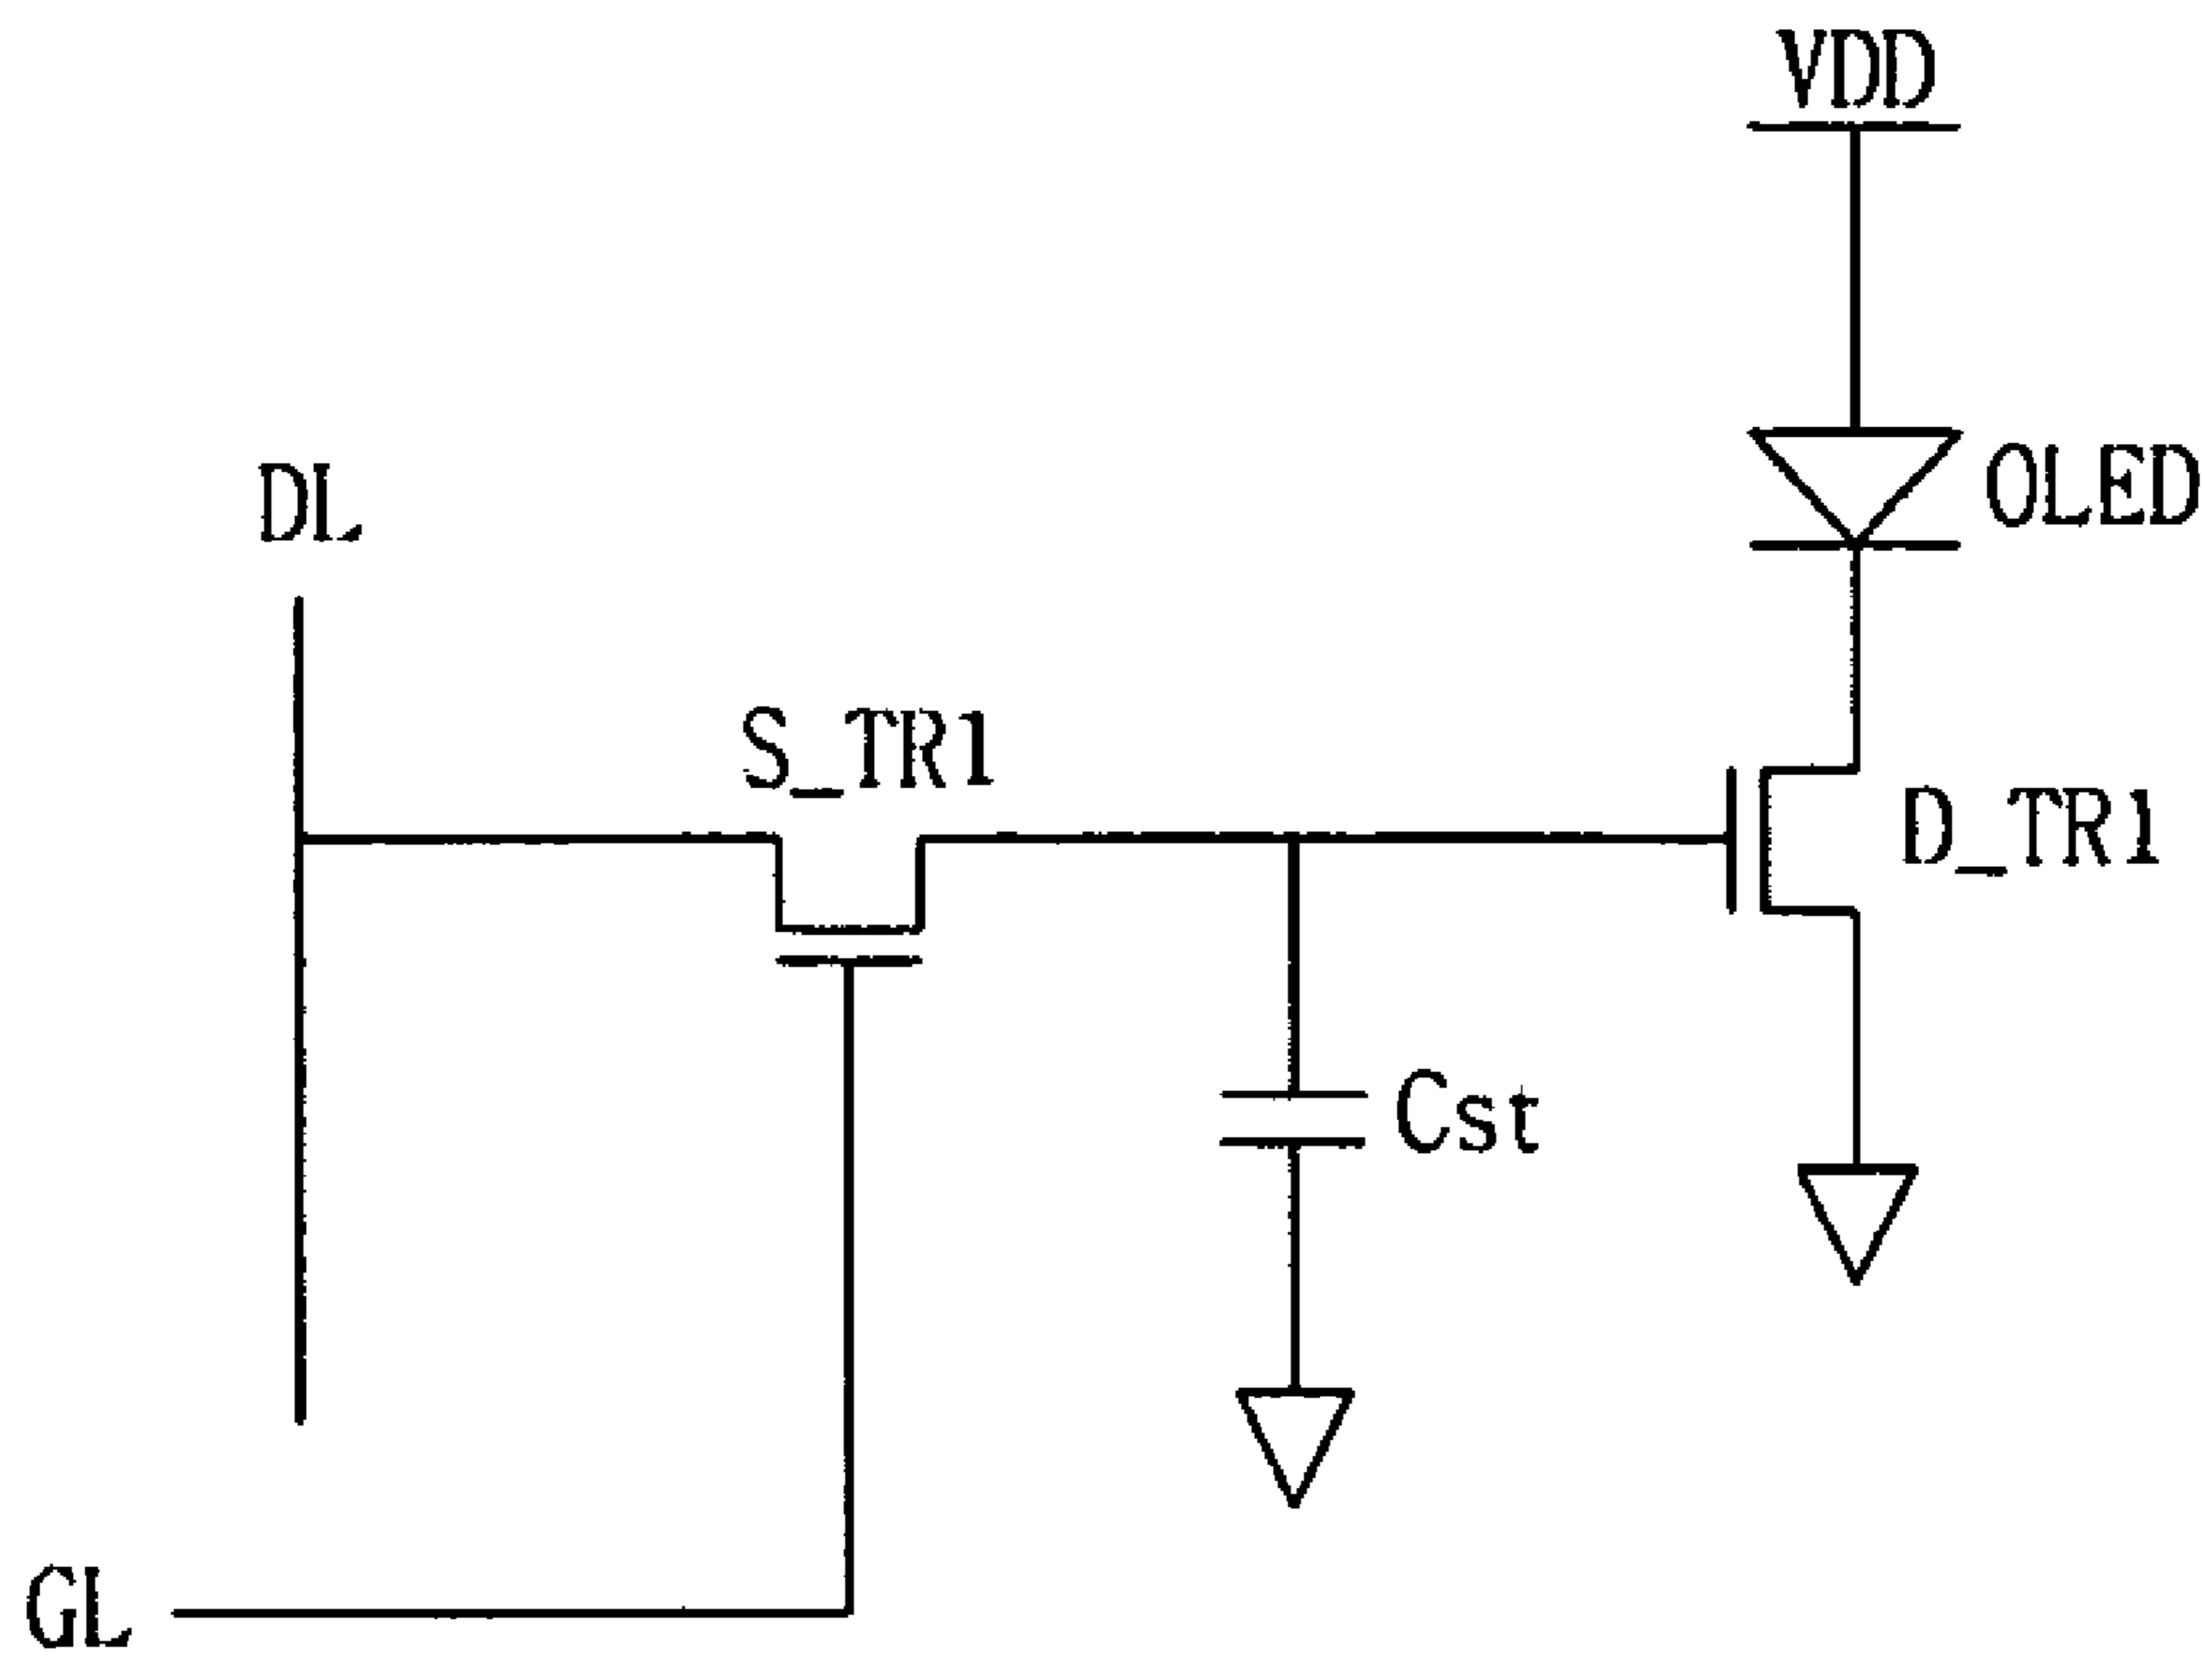 VDD
OLED
DL
S_TR1
D_TR1
Cst
GL